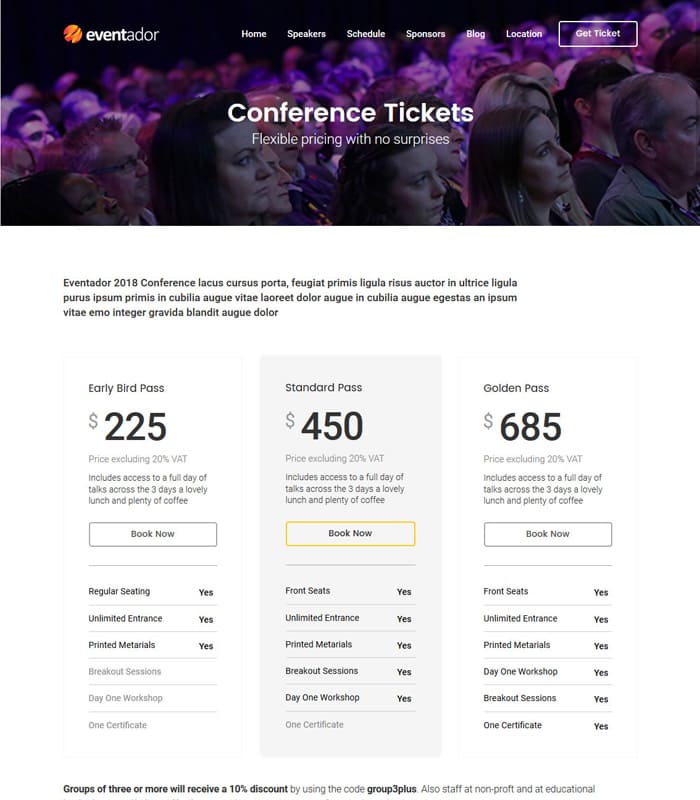 eventador
Home Speakers Schedule Sponsors Blog Location Get Ticket
Conference Tickets
Flexible pricing with no surprises
Eventador 2018 Conference lacus cursus porta, feugiat primis ligula risus auctor in ultrice ligula
purus ipsum primis in cubilia augue vitae laoreet dolor augue in cubilia augue egestas an ipsum
vitae emo integer gravida blandit augue dolor
Early Bird Pass
$ 225
Price excluding 20% VAT
Includes access to a full day of
talks across the 3 days a lovely
lunch and plenty of coffee
Book Now
Regular Seating Yes
Unlimited Entrance Yes
Printed Metarials Yes
Breakout Sessions
Day One Workshop
One Certificate
Standard Pass
$ 450
Price excluding 20% VAT
Includes access to a full day of
talks across the 3 days a lovely
lunch and plenty of coffee
Book Now
Front Seats Yes
Unlimited Entrance Yes
Printed Metarials Yes
Breakout Sessions Yes
Day One Workshop Yes
One Certificate
Golden Pass
$ 685
Price excluding 20% VAT
Includes access to a full day of
talks across the 3 days a lovely
lunch and plenty of coffee
Book Now
Front Seats Yes
Unlimited Entrance Yes
Printed Metarials Yes
Day One Workshop Yes
Breakout Sessions Yes
One Certificate Yes
Groups of three or more will receive a 10% discount by using the code group3plus. Also staff at non-proft and at educational